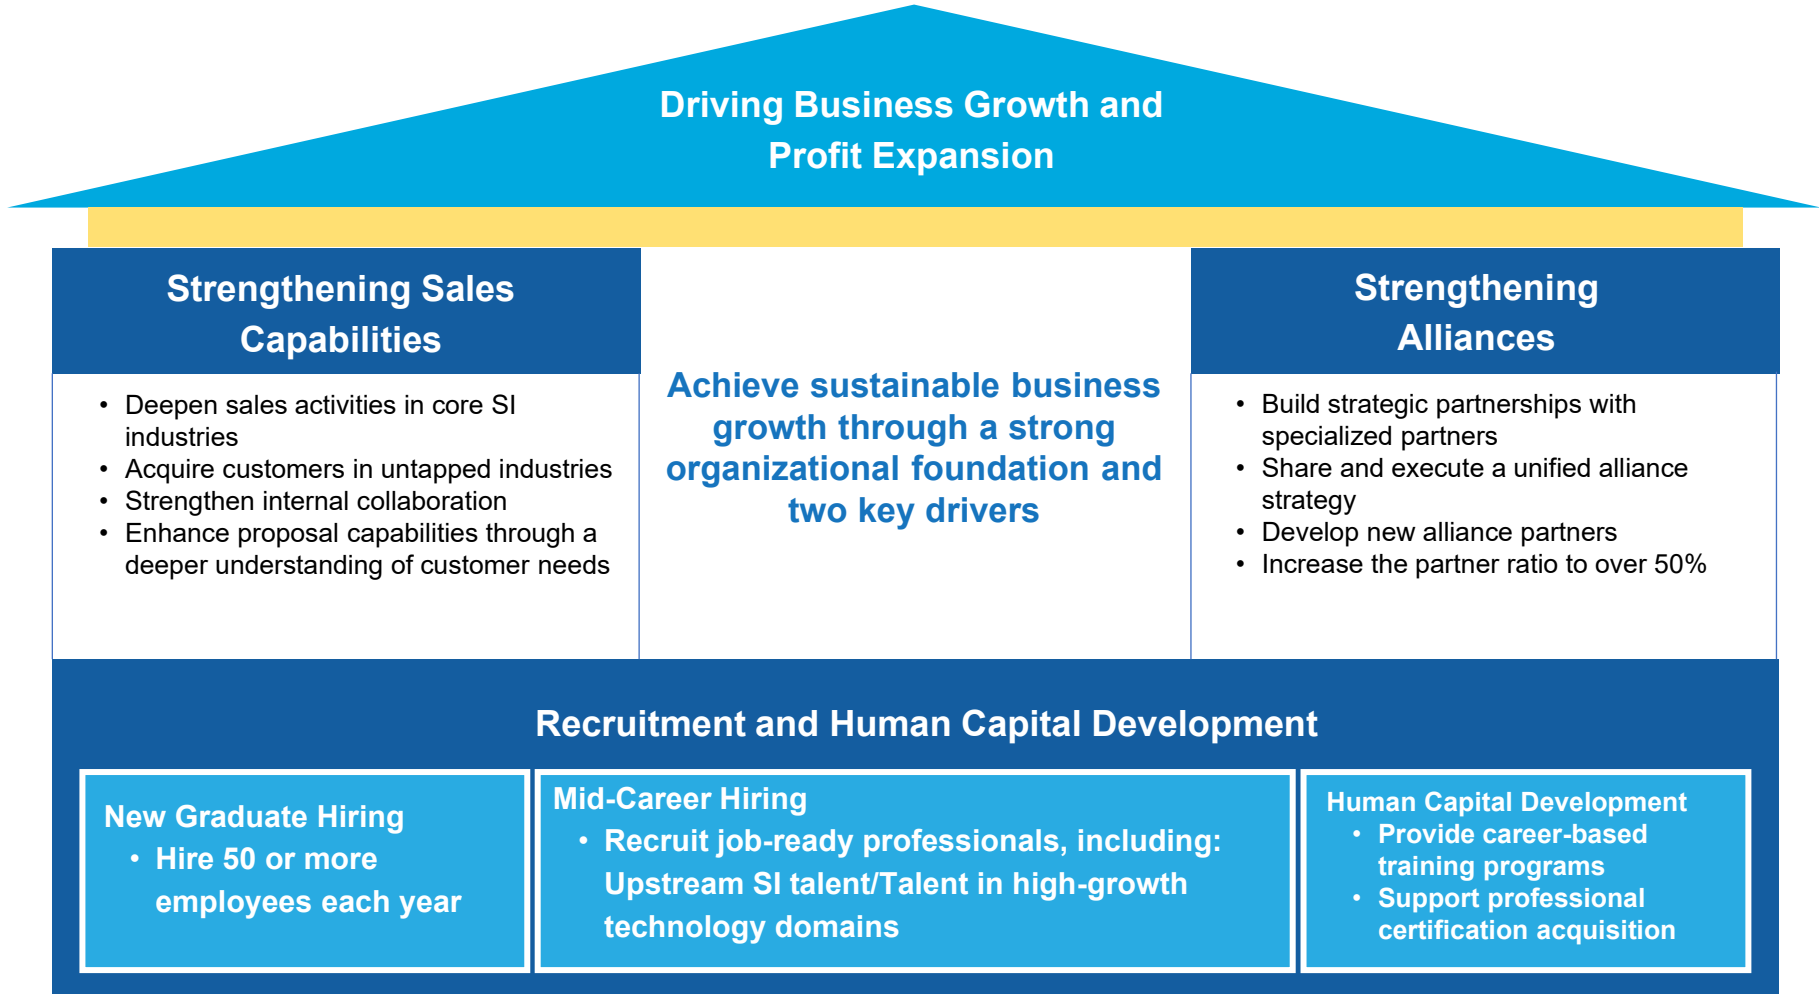 Driving Business Growth and
Profit Expansion
Strengthening Sales
Capabilities
• Deepen sales activities in core SI
industries
• Acquire customers in untapped industries
• Strengthen internal collaboration
• Enhance proposal capabilities through a
deeper understanding of customer needs
Achieve sustainable business
growth through a strong
organizational foundation and
two key drivers
Strengthening
Alliances
• Build strategic partnerships with
specialized partners
• Share and execute a unified alliance
strategy
• Develop new alliance partners
• Increase the partner ratio to over 50%
Recruitment and Human Capital Development
New Graduate Hiring
• Hire 50 or more
employees each year
Mid-Career Hiring
• Recruit job-ready professionals, including:
Upstream SI talent/Talent in high-growth
technology domains
Human Capital Development
• Provide career-based
training programs
• Support professional
certification acquisition